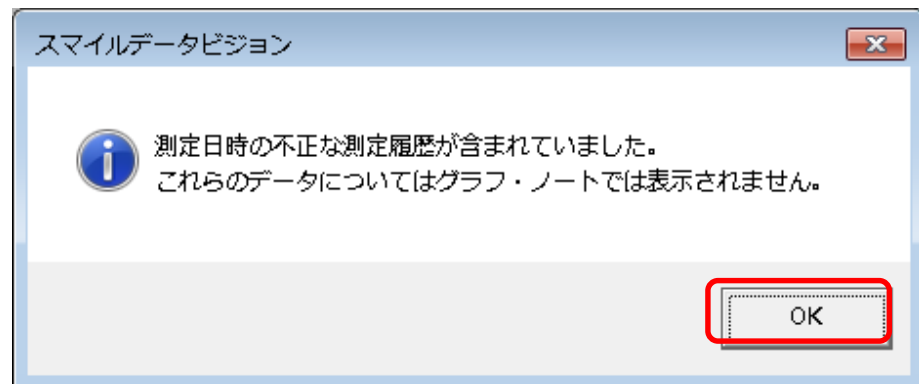 スマイルデータビジョン
測定日時の不正な測定履歴が含まれていました。
これらのデータについてはグラフ・ノートでは表示されません。
OK